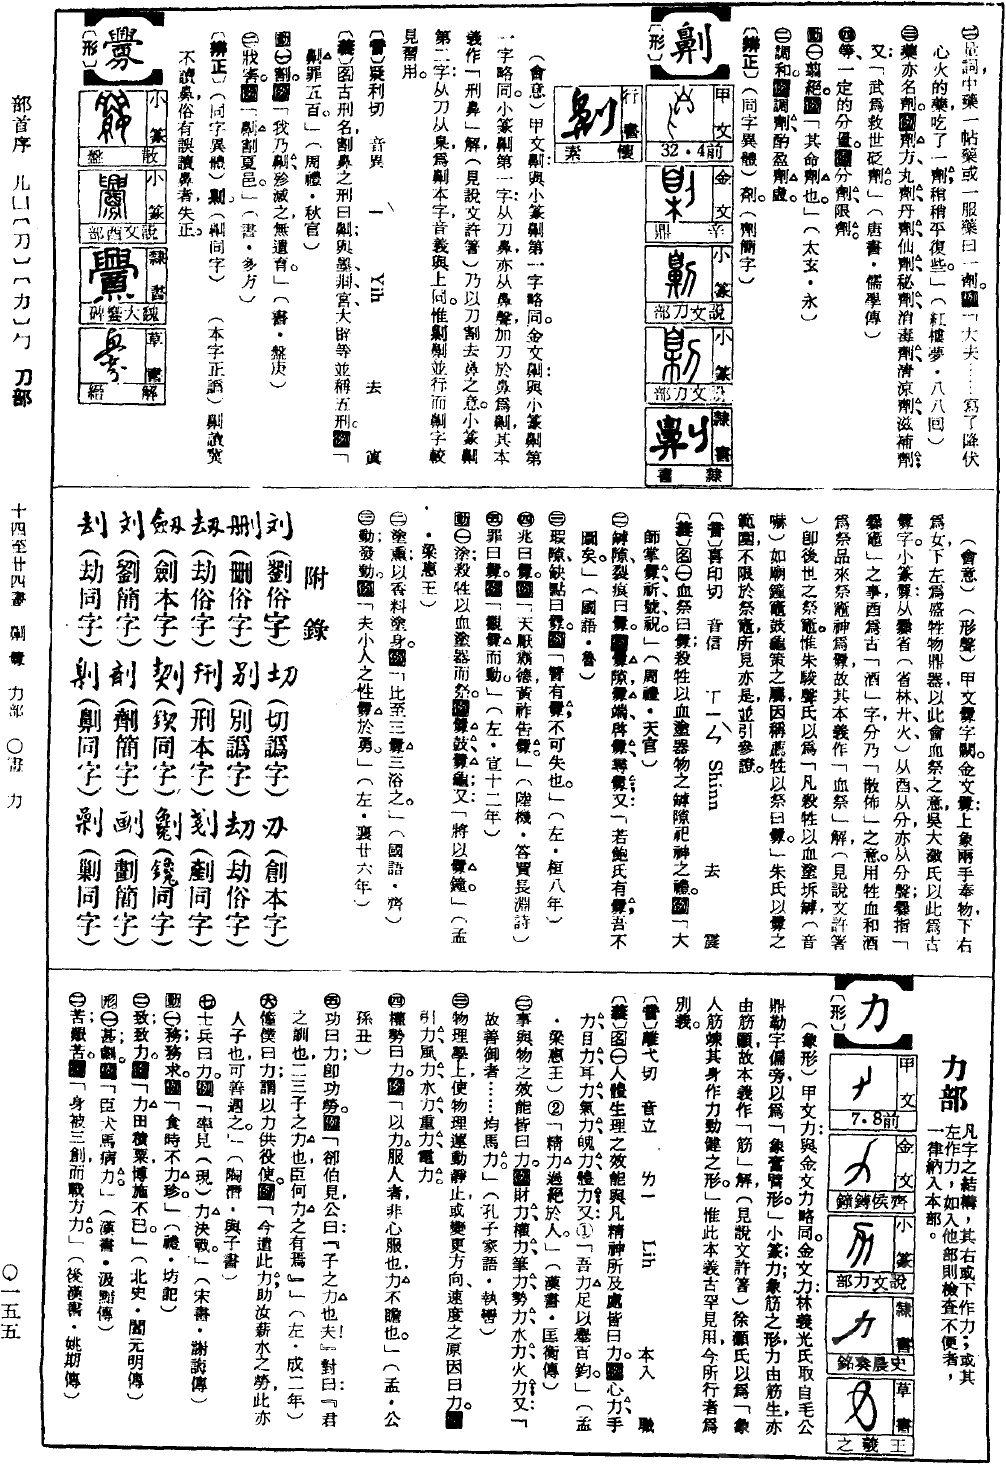 ㊁量詞中藥一帖藥或一服藥曰一劑。例「大夫……寫了降伏
心火的藥吃了一劑稍稍平復些。」(紅樓夢・八八回)
㊂藥亦名劑。例劑方丸劑丹劑仙劑秘劑消毒劑清涼劑滋補劑;
又:「武爲救世砭劑。」(唐書・儒學傳)
㊃等一定的分量。例分劑限劑。
動㊀翦絕。例「其命劑也。」(太玄・永)
㊁調和。例調劑酌盈劑虛。
〔辨正〕(同字異體)剂。(劑簡字)
劓
〔形〕
甲文
32・4前
金文
辛鼎
小篆
說文刀部
小篆
說文刀部
隸書
隸書
行書
樓素
(會意)甲文劓與小篆劓第一字略同。金文劓與小篆劓第
一字略同。小篆劓第一字:从刀鼻亦从鼻聲,加刀於鼻爲劓,其本
義作「刑鼻」解(見說文許箸)乃以刀割去鼻之意。小篆劓
第二字从刀从臬爲劓本字音義與上同。惟劓劓並行而劓字較
見習用。
〔音〕疑利切 音異 ㄧˋ Yih 去 寘
〔義〕图古刑名割鼻之刑曰劓與墨剕宮大辟等並稱五刑。例「
劓罪五百。」(周禮・秋官)
動㊀割。例「我乃劓殄滅之無遺育。」(書・盤庚)
㊁戕害。例「劓割夏邑。」(書・多方)
〔辨正〕(同字異體)劓。(劓同字) (本字正譌)劓讀異
不讀鼻俗有誤讀鼻者失正。
釁
〔形〕
小篆
散盤
小篆
說文酉部
隸書
魏大饗碑
草書
解縉
(會意)(形聲)甲文釁字闕。金文釁上象兩手奉物,下右
爲女下左爲盛牲物鼎器以此會血祭之意吳大澂氏以此爲古
釁字。小篆釁:从爨省(省林廾、火)从酉从分亦从分聲;爨指「
爨竈」之事酉爲古「酒」字分乃「散佈」之意。用牲血和酒
爲祭品來祭竈神爲釁,故其本義作「血祭」解(見說文許箸
)卽後世之祭竈。惟朱駿聲氏以爲「凡殺牲以血塗坼罅(音
嚇)如廟鐘竈鼓龜策之屬因稱薦牲以祭曰釁。」朱氏以釁之
範圍不限於祭竈,所見亦是,並引參證。
〔音〕喜印切 音信 ㄒㄧㄣˋ Shinn 去 震
〔義〕图㊀血祭曰釁。殺牲以血塗器物之罅隙祀神之禮。例「大
師掌釁祈號祝」(周禮・天官)
㊁罅隙裂痕曰釁。例釁隙,釁端啓釁尋釁;又「若鮑氏有釁吾不
圖矣。」(國語・魯)
㊂瑕隙缺點曰釁。例「讐有釁,不可失也。」(左・桓八年)
㊃兆曰釁。例「天厭霸德黃祚告釁。」(陸機・答賈長淵詩)
㊄罪曰釁。例「觀釁而動。」(左・宣十二年)
動㊀塗殺牲以血塗器而祭。例釁鼓釁龜;又「將以釁鐘。」(孟
・梁惠王)
㊁塗熏:以香料塗身。例「比至三釁三浴之。」(國語・齊)
㊂動發動。例「夫小人之性釁於勇。」(左・襄廿六年)
附錄
刘(劉俗字)
刪(刪俗字)
刼(劫俗字)
劔(劍本字)
刘(劉簡字)
刦(劫同字)
㓛(切譌字)
别(別譌字)
㓝(刑本字)
剂(劑簡字)
劓(劓同字)
刅(創本字)
刧(劫俗字)
剗(剷同字)
劃(劃簡字)
剿(剿同字)
力部
凡字之結構,其右或下作力;或其
左作力,如入他部則檢查不便者,
一律納入本部。
力
〔形〕
甲文
7・8前
金文
齊侯鎛鐘
小篆
說文力部
隸書
史晨奏銘
草書
王羲之
(象形)甲文力:與金文力略同。金文力:林義光氏取自毛公
鼎勒字偏旁以爲「象奮臂形。」小篆力:象筋之形力由筋生亦
由筋顯故本義作「筋」解(見說文許箸)徐顥氏以爲「象
人筋竦其身作力勁健之形。」惟此本義古罕見用,今所行者爲
別義。
〔音〕離弋切 音立 ㄌㄧˋ Lih 本入 職
〔義〕图㊀人體生理之效能與凡精神所及處皆曰力。例心力手
力目力耳力氣力魄力體力;又①「吾力足以舉百鈞。」(孟
・梁惠王)②「精力過絕於人。」(漢書・匡衡傳)
㊁事與物之效能皆曰力。例財力權力筆力勢力水力火力;又「
故善御者……均馬力。」(孔子家語・執轡)
㊂物理學上使物理運動靜止或變更方向、速度之原因曰力。例
引力風力水力重力電力。
㊃權勢曰力。例「以力服人者,非心服也力不贍也。」(孟・公
孫丑)
㊄功曰力;卽功勞。例「郤伯見,公曰:『子之力也夫!』對曰:『君
之訓也,二三子之力也臣何力之有焉』」(左・成二年)
㊅僮僕曰力;謂以力供役使。例「今遣此力,助汝薪水之勞,此亦
人子也,可善遇之。」(陶潛・與子書)
㊆士兵曰力。例「率見(現)力決戰。」(宋書・謝誨傳)
動㊀務;務求。例「食時不力珍。」(禮・坊記)
㊁致;致力。例「力田積粟,博施不已。」(北史・閻元明傳)
形㊀甚;劇。例「臣犬馬病力。」(漢書・汲黯傳)
㊁苦;艱苦。例「身被三創而戰方力。」(後漢書・姚期傳)
部首序 儿凵〔刀〕〔力〕勹 刀部
十四至廿四畫 劓釁 力部 ○畫 力
○一五五